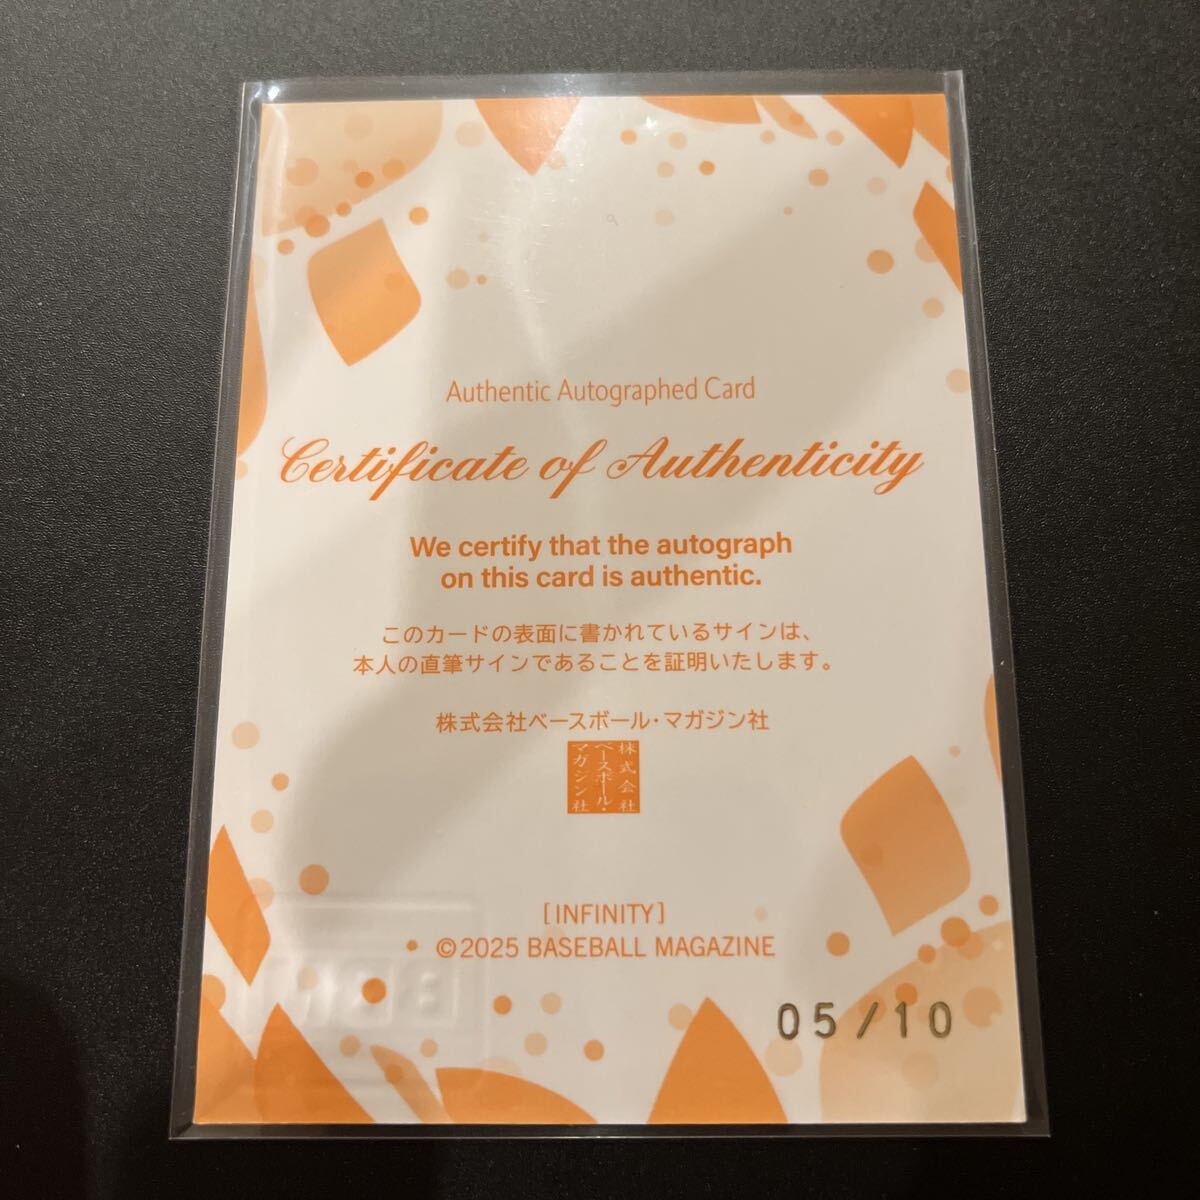 Authentic Autographed Card
Certificate of Authenticity
We certify that the autograph
on this card is authentic.
このカードの表面に書かれているサインは、
本人の直筆サインであることを証明いたします。
株式会社ベースボール・マガジン社
株式会社
ベースボール・
マガジン社
[INFINITY]
©2025 BASEBALL MAGAZINE
05/10